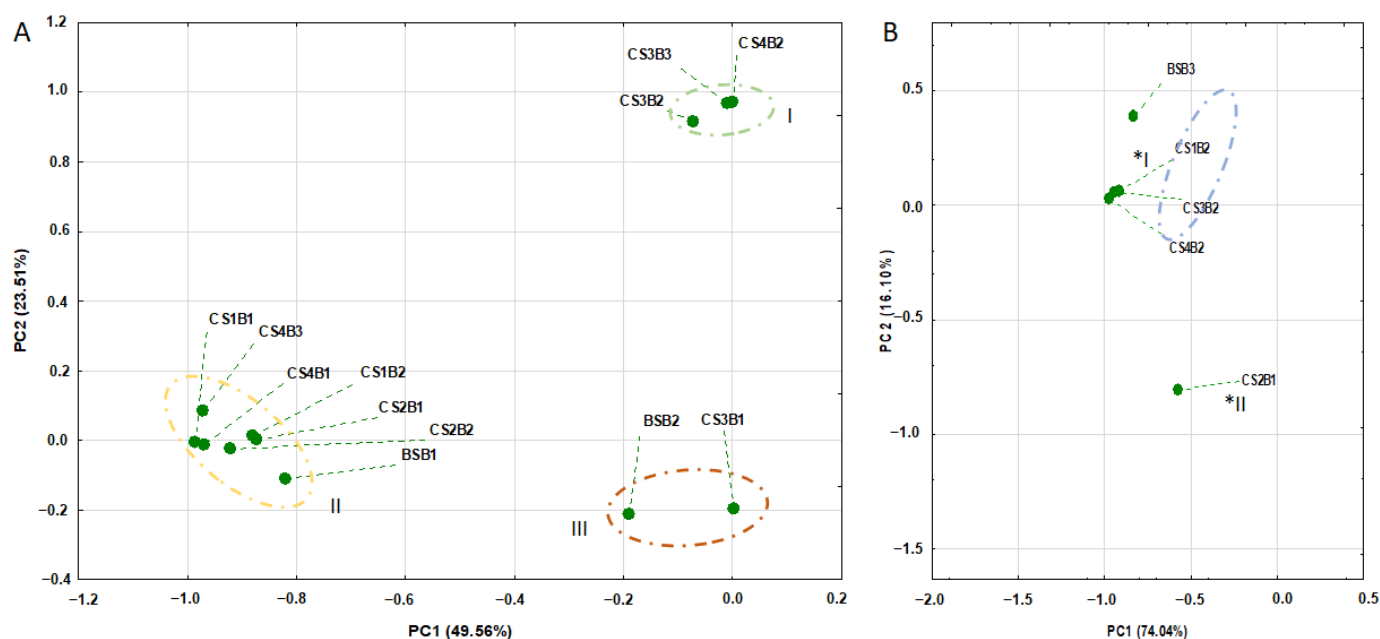 A
1.2
1.0
0.8
0.6
0.4
0.2
0.0
−0.2
−0.4
PC2 (23.51%)
CS3B3
CS4B2
CS3B2
I
CS1B1
CS4B3
CS4B1
CS1B2
CS2B1
CS2B2
BSB1
II
BSB2
CS3B1
III
−1.2
−1.0
−0.8
−0.6
−0.4
−0.2
0.0
0.2
PC1 (49.56%)
B
0.5
0.0
−0.5
−1.0
−1.5
PC 2 (16.10%)
BSB3
*I
CS1B2
CS3B2
CS4B2
CS2B1
*II
−2.0
−1.5
−1.0
−0.5
0.0
0.5
PC1 (74.04%)